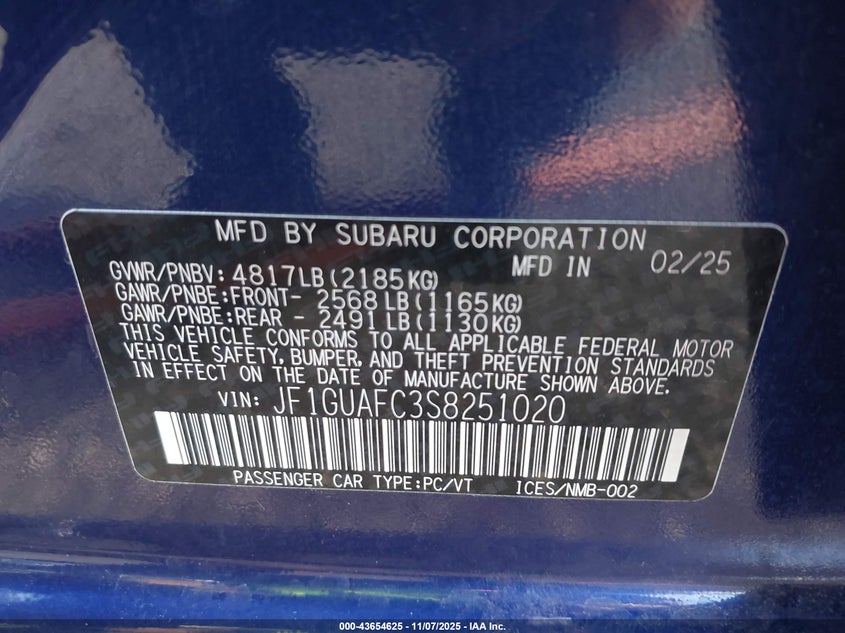 MFD BY SUBARU CORPORATION
MFD IN 02/25
GVWR/PNBV: 4817LB(2185KG)
GAWR/PNBE:FRONT- 2568LB(1165KG)
GAWR/PNBE:REAR - 2491LB(1130KG)
THIS VEHICLE CONFORMS TO ALL APPLICABLE FEDERAL MOTOR
VEHICLE SAFETY, BUMPER, AND THEFT PREVENTION STANDARDS
IN EFFECT ON THE DATE OF MANUFACTURE SHOWN ABOVE.
VIN: JF1GUAFC3S8251020
PASSENGER CAR TYPE:PC/VT ICES/NMB-002
000-43654625 - 11/07/2025 - IAA Inc.